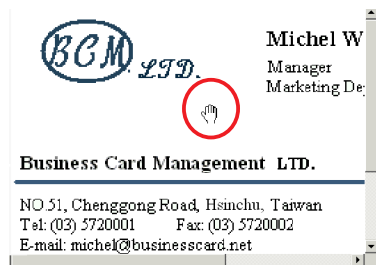 BCM LTD.
Michel W
Manager
Marketing De
Business Card Management LTD.
NO.51, Chenggong Road, Hsinchu, Taiwan
Tel: (03) 5720001 Fax: (03) 5720002
E-mail: michel@businesscard.net